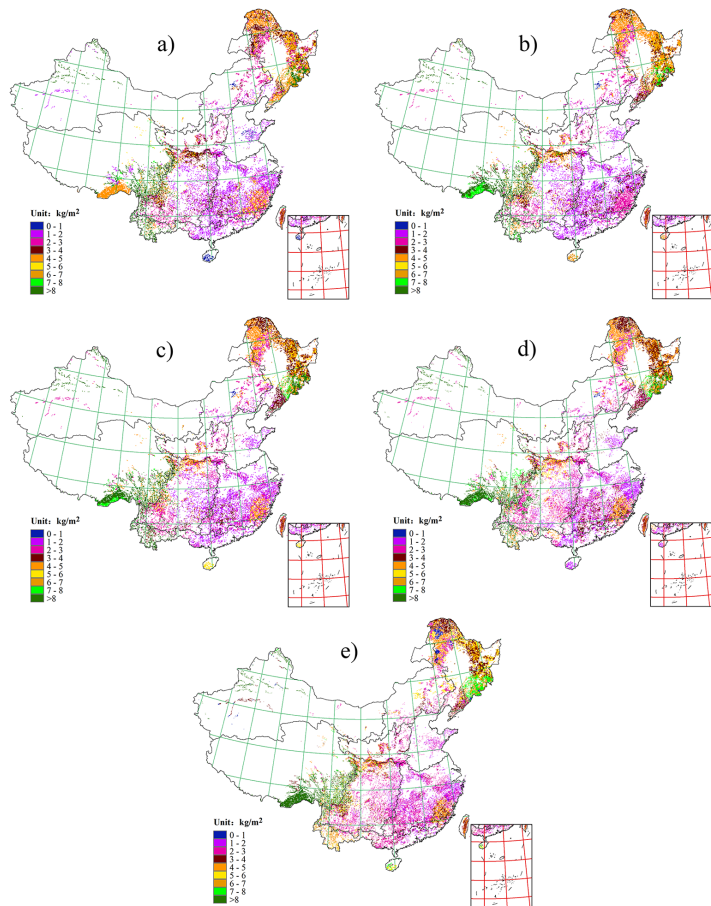 a)
Unit：kg/m²
0 - 1
1 - 2
2 - 3
3 - 4
4 - 5
5 - 6
6 - 7
7 - 8
>8
b)
Unit：kg/m²
0 - 1
1 - 2
2 - 3
3 - 4
4 - 5
5 - 6
6 - 7
7 - 8
>8
c)
Unit：kg/m²
0 - 1
1 - 2
2 - 3
3 - 4
4 - 5
5 - 6
6 - 7
7 - 8
>8
d)
Unit：kg/m²
0 - 1
1 - 2
2 - 3
3 - 4
4 - 5
5 - 6
6 - 7
7 - 8
>8
e)
Unit：kg/m²
0 - 1
1 - 2
2 - 3
3 - 4
4 - 5
5 - 6
6 - 7
7 - 8
>8